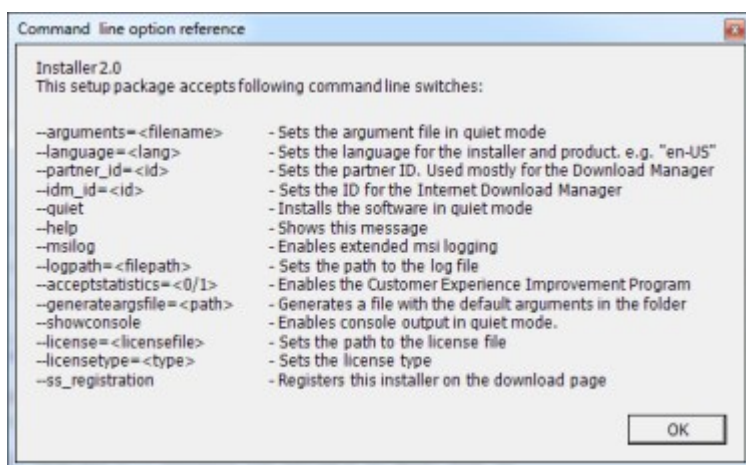 Command line option reference
Installer 2.0
This setup package accepts following command line switches:
--arguments=<filename> - Sets the argument file in quiet mode
--language=<lang> - Sets the language for the installer and product. e.g. "en-US"
--partner_id=<id> - Sets the partner ID. Used mostly for the Download Manager
--idm_id=<id> - Sets the ID for the Internet Download Manager
--quiet - Installs the software in quiet mode
--help - Shows this message
--msilog - Enables extended msi logging
--logpath=<filepath> - Sets the path to the log file
--acceptstatistics=<0/1> - Enables the Customer Experience Improvement Program
--generateargsfile=<path> - Generates a file with the default arguments in the folder
--showconsole - Enables console output in quiet mode.
--license=<licensefile> - Sets the path to the license file
--licensetype=<type> - Sets the license type
--ss_registration - Registers this installer on the download page
OK